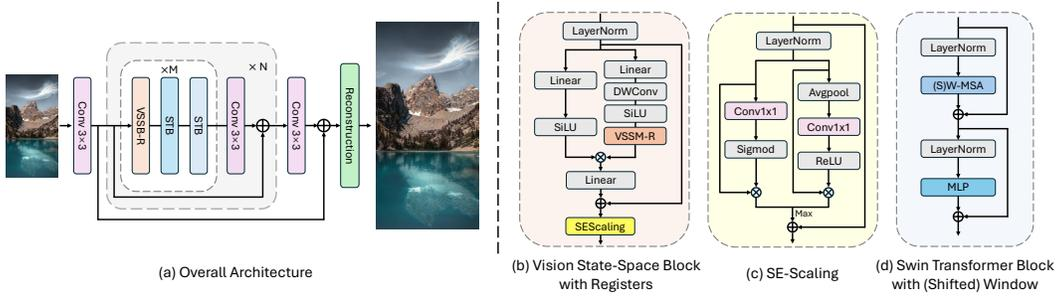 Conv 3×3
VSSB-R
×M
STB
STB
×N
Conv 3×3
Conv 3×3
Reconstruction
(a) Overall Architecture
LayerNorm
Linear
SiLU
Linear
DWConv
SiLU
VSSM-R
Linear
SEScaling
(b) Vision State-Space Block
with Registers
LayerNorm
Conv1x1
Sigmod
Avgpool
Conv1x1
ReLU
Max
(c) SE-Scaling
LayerNorm
(S)W-MSA
LayerNorm
MLP
(d) Swin Transformer Block
with (Shifted) Window